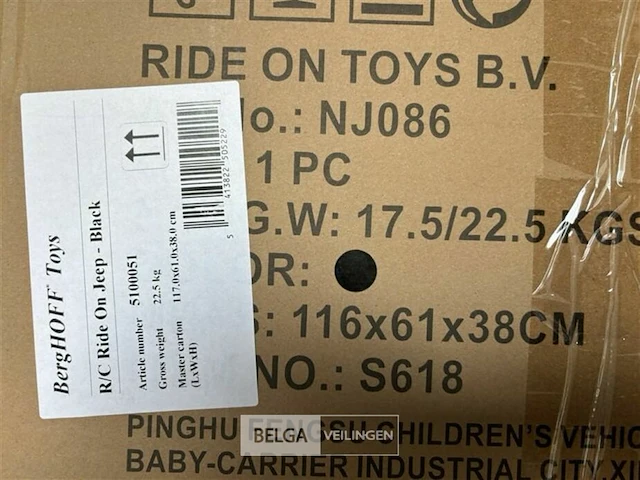 RIDE ON TOYS B.V.
o.: NJ086
1 PC
G.W: 17.5/22.5 KGS
OR:
S: 116x61x38CM
NO.: S618
PINGHU FENGSU CHILDREN'S VEHIC
BABY-CARRIER INDUSTRIAL CITY,XI
BergHOFF Toys
R/C Ride On Jeep - Black
Article number 5100051
Gross weight 22.5 kg
Master carton 117.0x61.0x38.0 cm
(LxWxH)
5 413822 505229
BELGA VEILINGEN